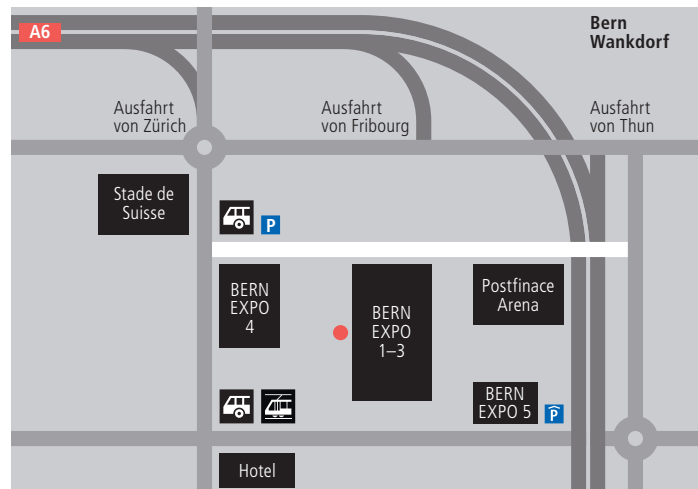 A6
Bern
Wankdorf
Ausfahrt
von Zürich
Ausfahrt
von Fribourg
Ausfahrt
von Thun
Stade de
Suisse
P
BERN
EXPO
4
BERN
EXPO
1–3
Postfinace
Arena
BERN
EXPO 5
P
Hotel